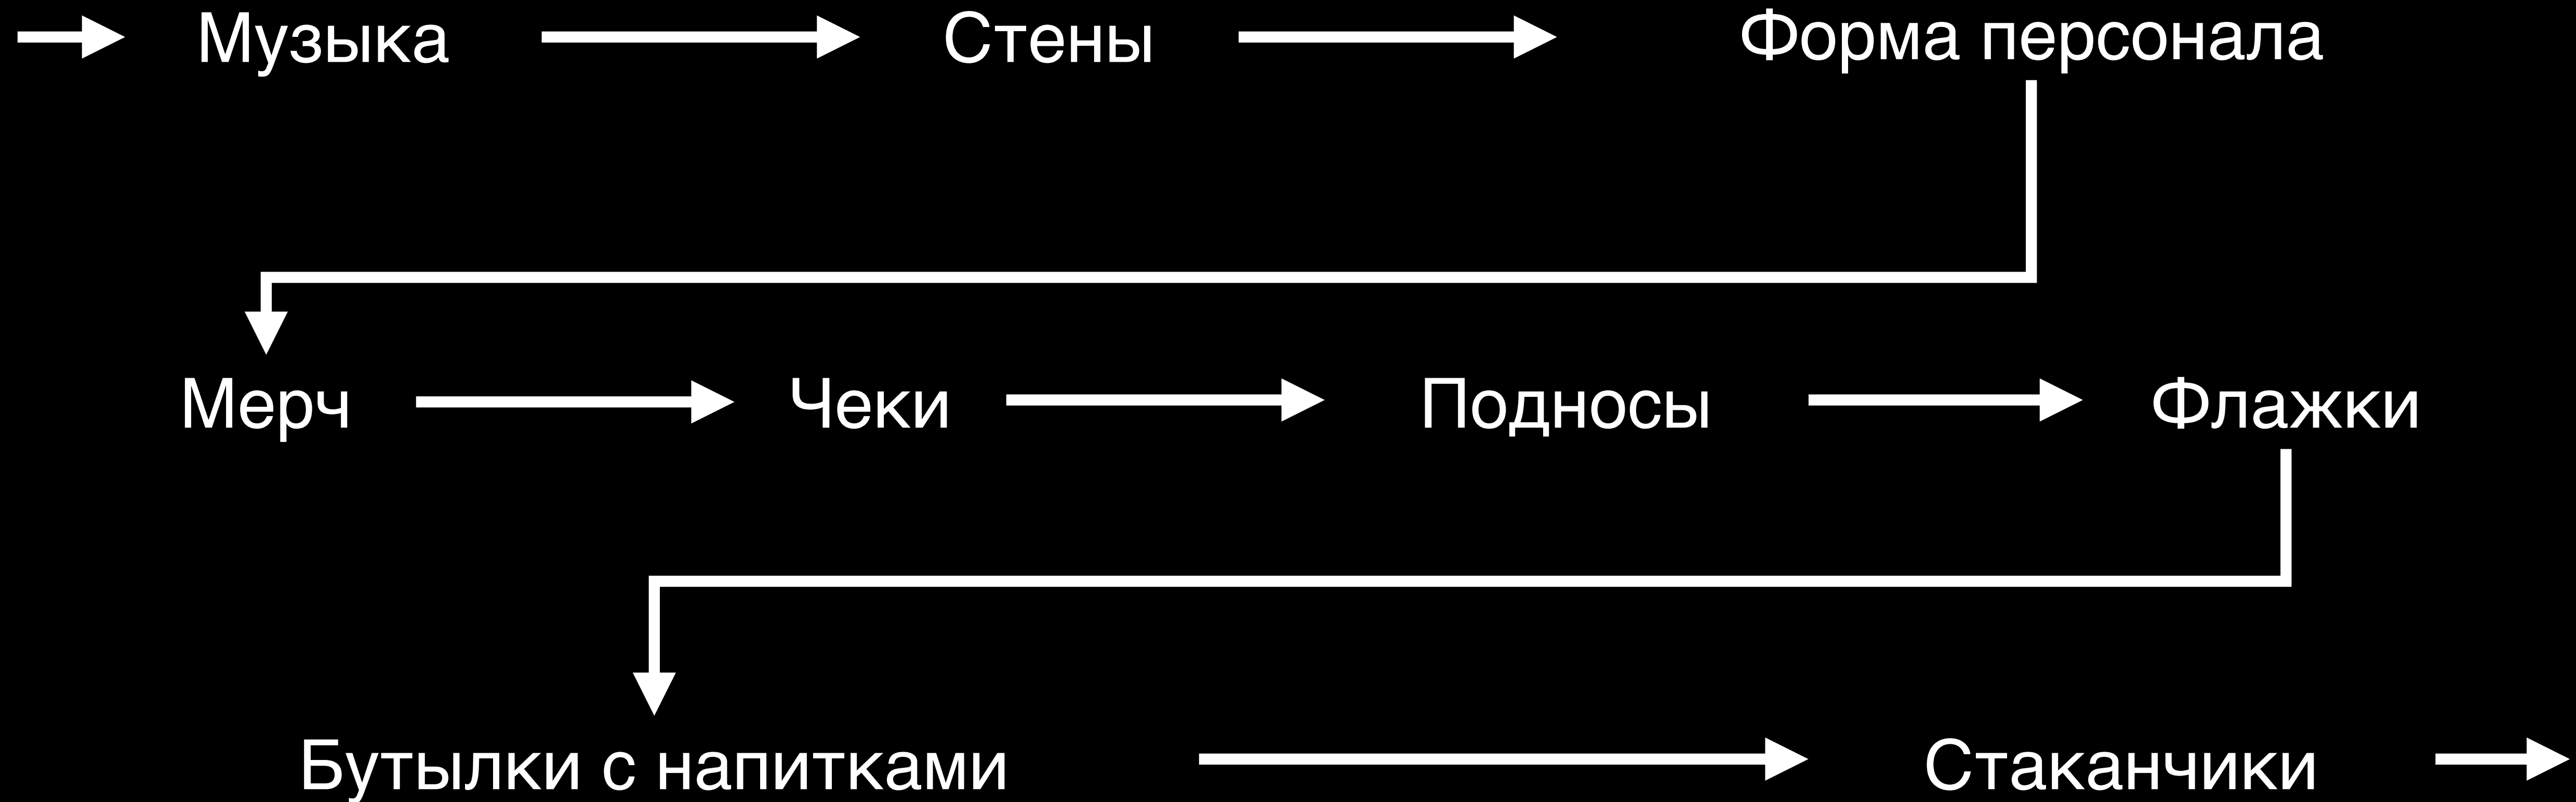 Музыка Стены Форма персонала
Мерч Чеки Подносы Флажки
Бутылки с напитками Стаканчики